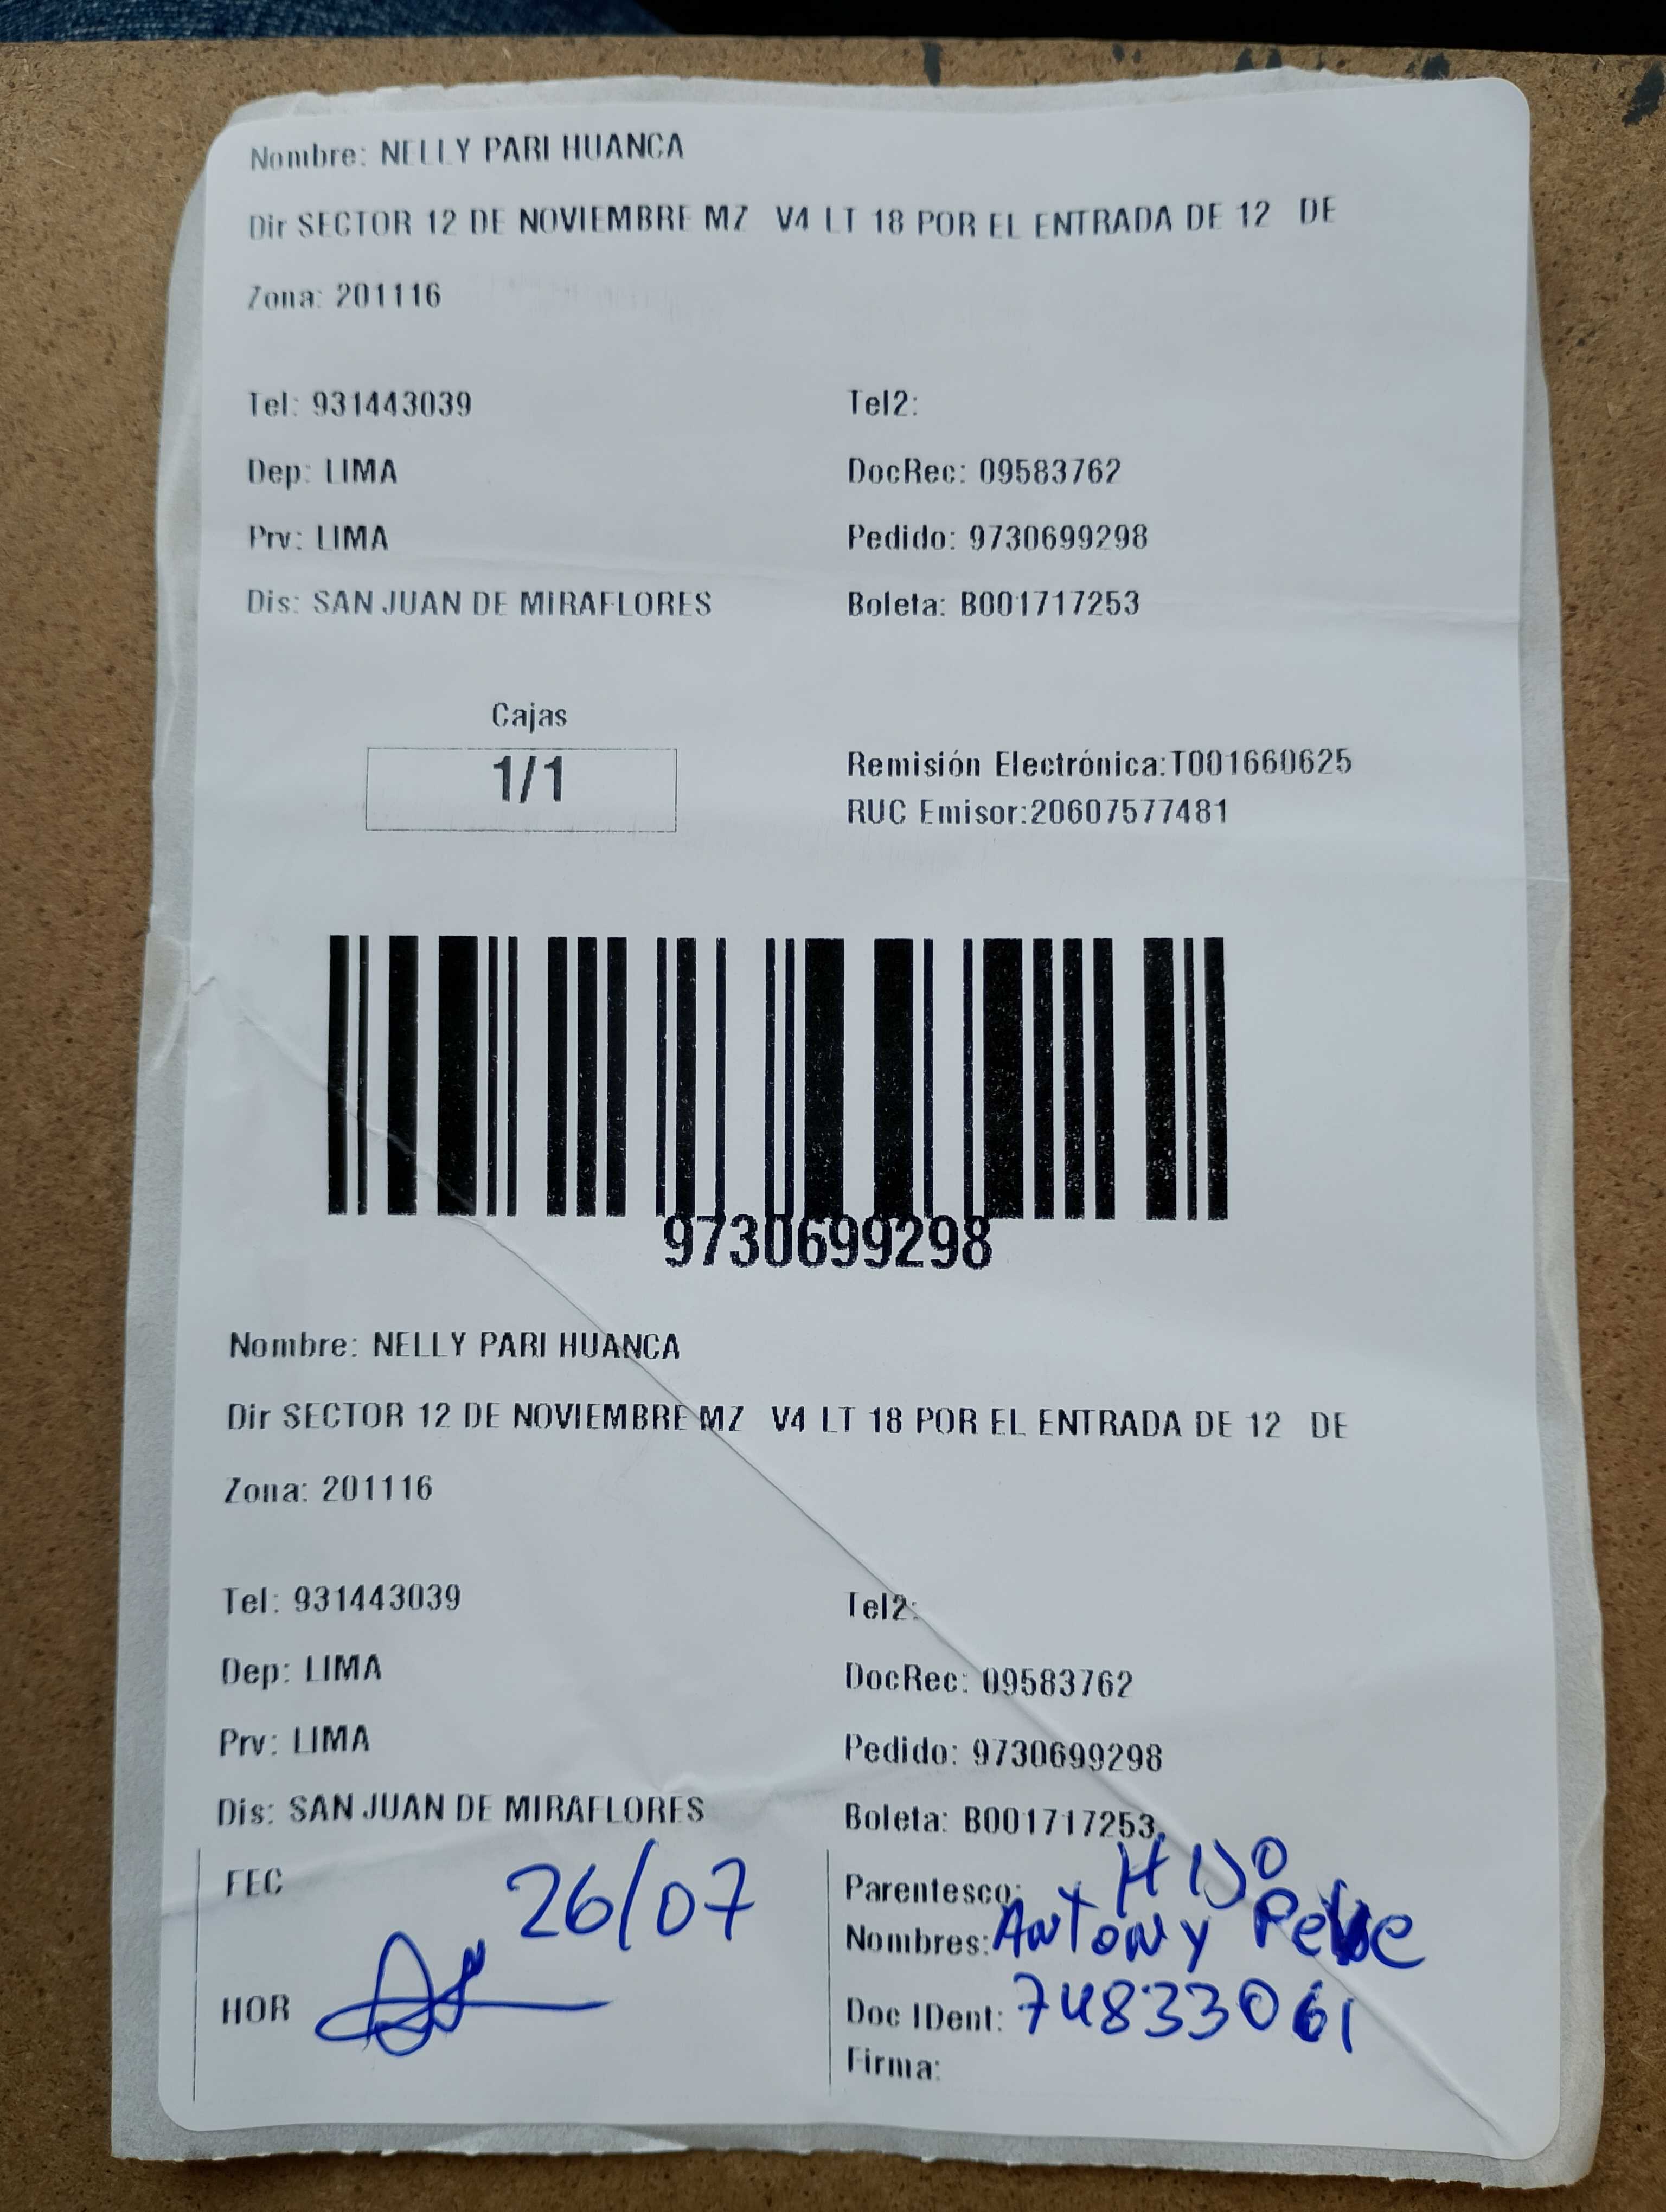 Nombre: NELLY PARI HUANCA
Dir SECTOR 12 DE NOVIEMBRE MZ V4 LT 18 POR EL ENTRADA DE 12 DE
Zona: 201116
Tel: 931443039 Tel2:
Dep: LIMA DocRec: 09583762
Prv: LIMA Pedido: 9730699298
Dis: SAN JUAN DE MIRAFLORES Boleta: B001717253
Cajas
1/1
Remisión Electrónica:T001660625
RUC Emisor:20607577481
9730699298
Nombre: NELLY PARI HUANCA
Dir SECTOR 12 DE NOVIEMBRE MZ V4 LT 18 POR EL ENTRADA DE 12 DE
Zona: 201116
Tel: 931443039 Tel2:
Dep: LIMA DocRec: 09583762
Prv: LIMA Pedido: 9730699298
Dis: SAN JUAN DE MIRAFLORES Boleta: B001717253
FEC 26/07
Parentesco: HIJO
Nombres: Antony
HOR
Doc IDent: 74833061
Firma: